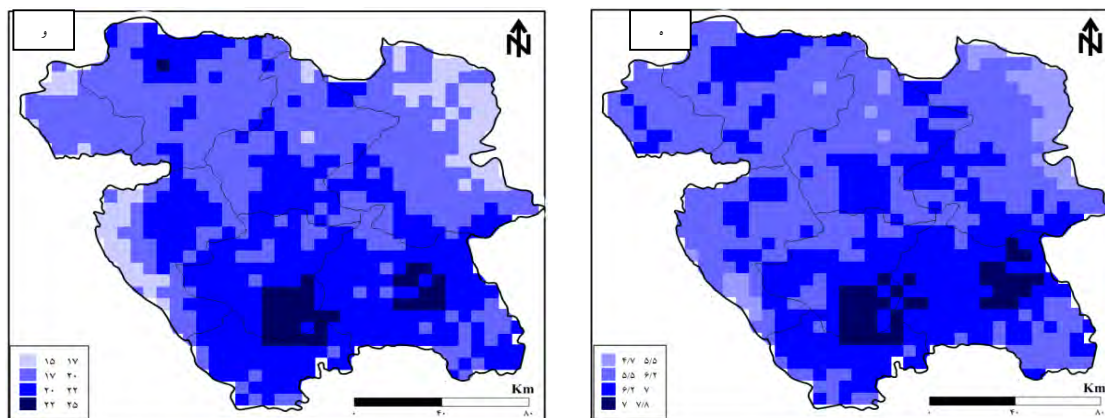 و
N
۱۵ ۱۷
۱۷ ۲۰
۲۰ ۲۲
۲۲ ۲۵
Km
۰ ۴۰ ۸۰
ه
N
۴/۷ ۵/۵
۵/۵ ۶/۲
۶/۲ ۷
۷ ۷/۸
Km
۰ ۴۰ ۸۰